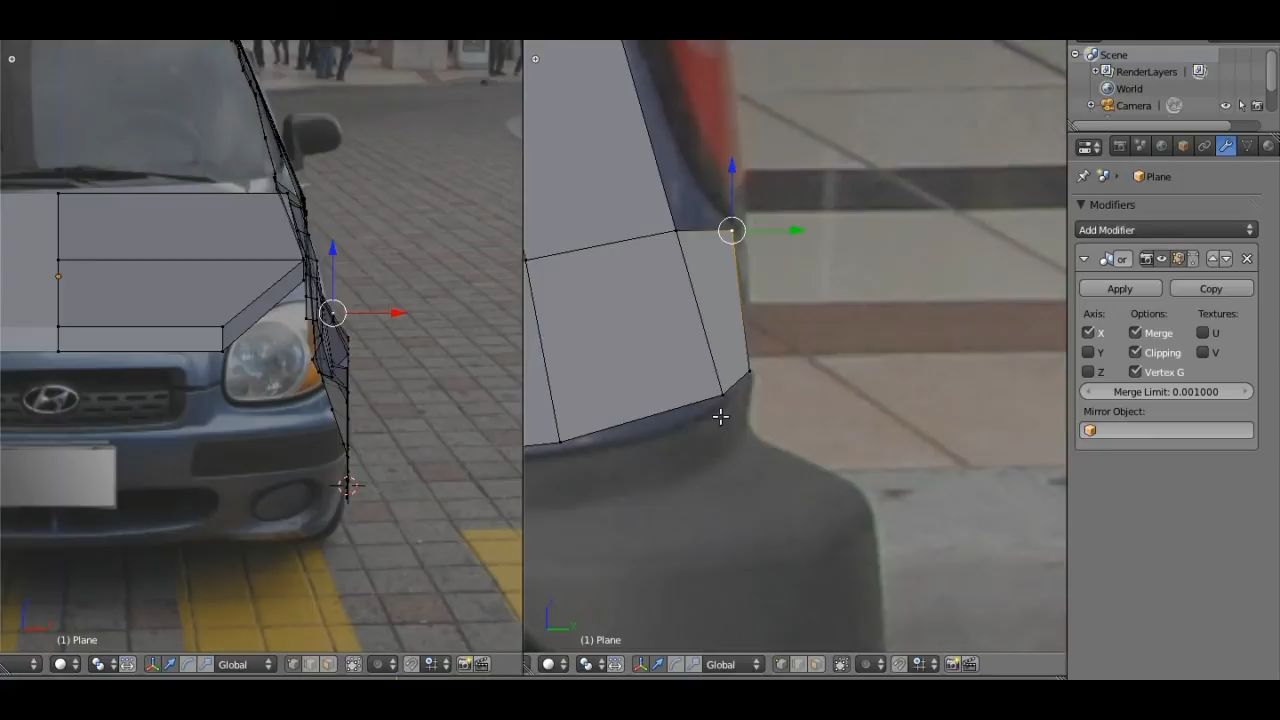 Scene
RenderLayers
World
Camera
Plane
Modifiers
Add Modifier
or
Apply
Copy
Axis:
Options:
Textures:
X
Merge
U
Y
Clipping
V
Z
Vertex G
Merge Limit: 0.001000
Mirror Object:
(1) Plane
(1) Plane
Global
Global